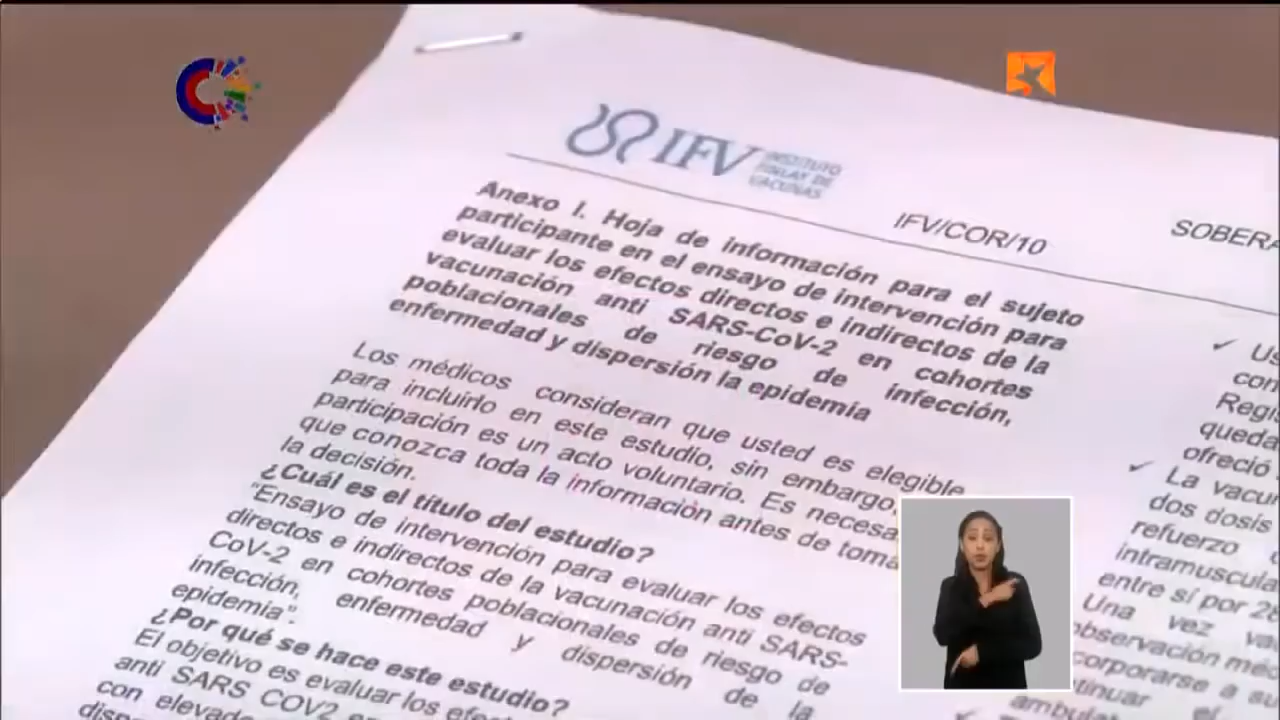 IFV
INSTITUTO
FINLAY DE
VACUNAS
IFV/COR/10
SOBERA
Anexo I. Hoja de información para el sujeto
participante en el ensayo de intervención para
evaluar los efectos directos e indirectos de la
vacunación anti SARS-CoV-2 en cohortes
poblacionales de riesgo de infección,
enfermedad y dispersión la epidemia
Los médicos consideran que usted es elegible
para incluirlo en este estudio, sin embargo,
participación es un acto voluntario. Es necesa
que conozca toda la información antes de toma
la decisión.
¿Cuál es el título del estudio?
"Ensayo de intervención para evaluar los efectos
directos e indirectos de la vacunación anti SARS-
CoV-2 en cohortes poblacionales de riesgo de
infección, enfermedad y dispersión de la
epidemia".
¿Por qué se hace este estudio?
El objetivo es evaluar los efe
anti SARS COV2
con eleva
disp
✓ Us
con
Regi
queda
ofreció
✓ La vacun
dos dosis
refuerzo
intramuscula
entre sí por 28
Una vez va
observación méd
corporarse a su
tinuar el
ambula